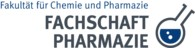 Fakultät für Chemie und Pharmazie
FACHSCHAFT
PHARMAZIE